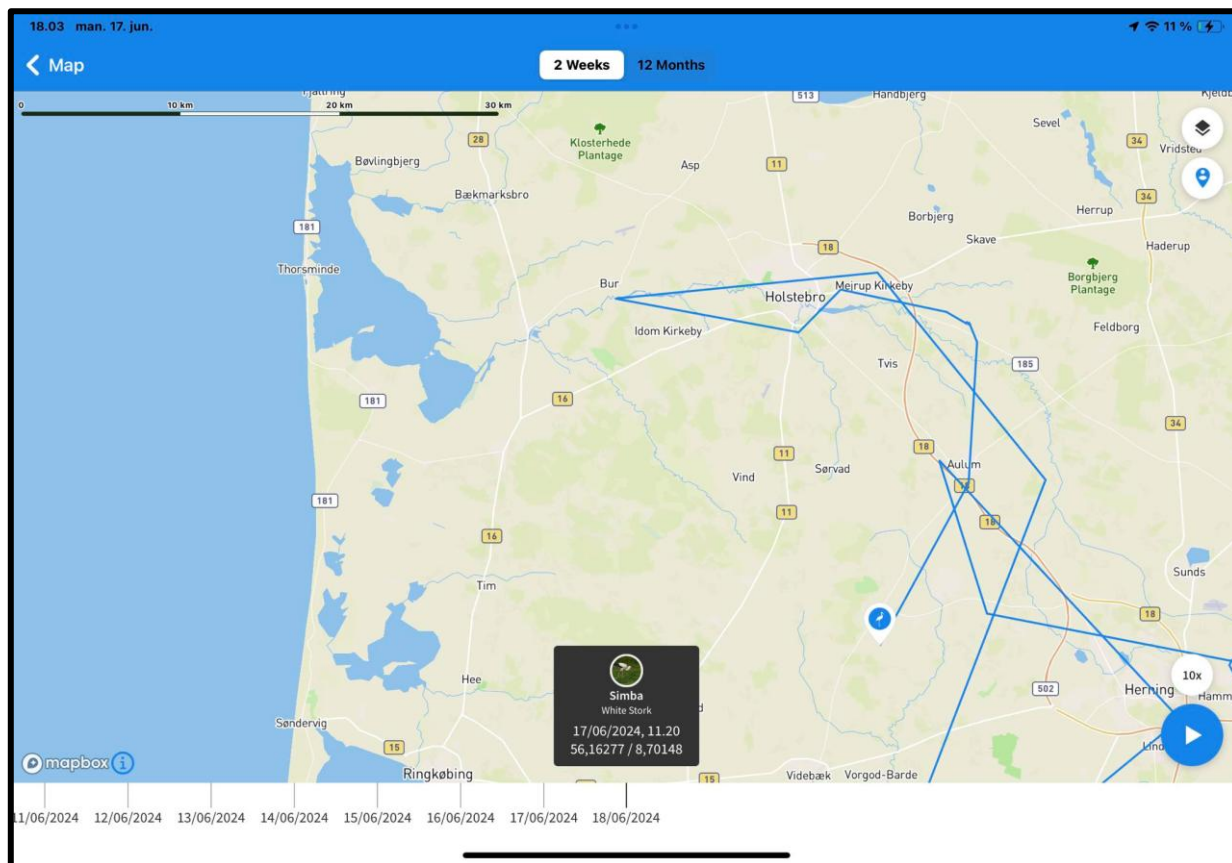 18.03 man. 17. jun.
11 %
Map
2 Weeks
12 Months
0 10 km 20 km 30 km
513
Handbjerg
Sevel
34
Vridsted
Klosterhede
Plantage
28
Bøvlingbjerg
Asp
11
Bækmarksbro
Borbjerg
Herrup
34
181
Skave
Haderup
18
Thorsminde
Bur
Holstebro
Mejrup Kirkeby
Borgbjerg
Plantage
Idom Kirkeby
Feldborg
Tvis
185
181
16
34
11
18
Aulum
Vind
Sørvad
18
181
11
18
16
Sunds
Tim
18
Hee
502
Herning
Hamm
10x
Simba
White Stork
17/06/2024, 11.20
56,16277 / 8,70148
Søndervig
15
Lind
mapbox
Ringkøbing
15
Videbæk
Vorgod-Barde
11/06/2024
12/06/2024
13/06/2024
14/06/2024
15/06/2024
16/06/2024
17/06/2024
18/06/2024